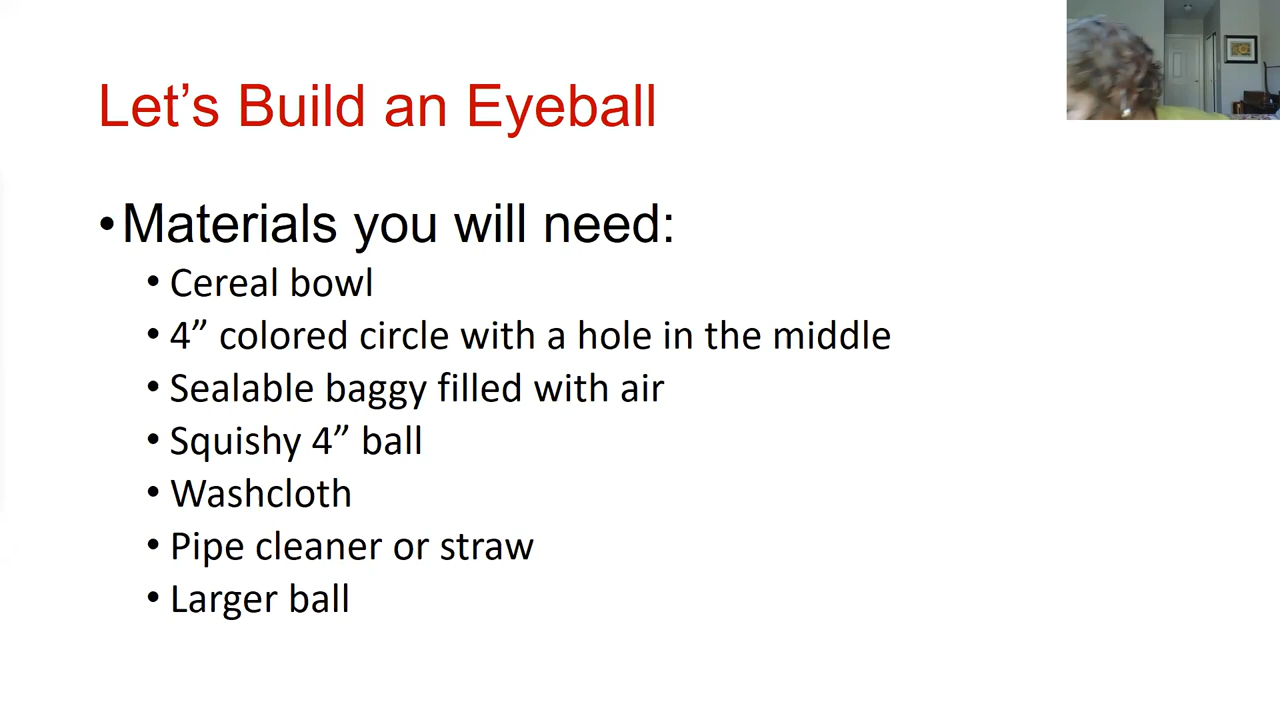 Let’s Build an Eyeball
•Materials you will need:
• Cereal bowl
• 4” colored circle with a hole in the middle
• Sealable baggy filled with air
• Squishy 4” ball
• Washcloth
• Pipe cleaner or straw
• Larger ball